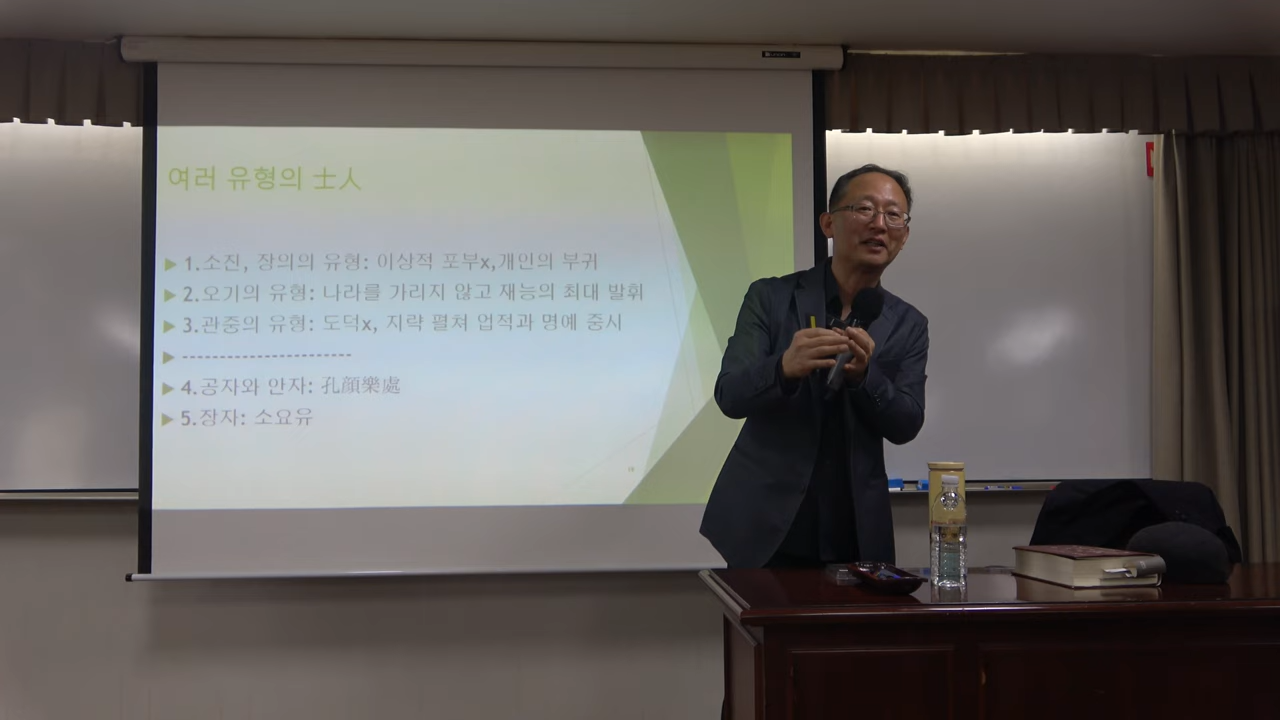 여러 유형의 士人
1.소진, 장의의 유형: 이상적 포부x,개인의 부귀
2.오기의 유형: 나라를 가리지 않고 재능의 최대 발휘
3.관중의 유형: 도덕x, 지략 펼쳐 업적과 명예 중시
----------------------
4.공자와 안자: 孔顔樂處
5.장자: 소요유